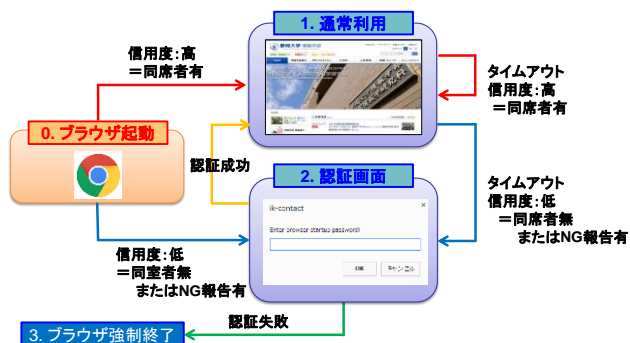 1. 通常利用
信用度:高
=同席者有
タイムアウト
信用度:高
=同席者有
0. ブラウザ起動
認証成功
2. 認証画面
ik-contact
×
Enter browser startup password!
OK
キャンセル
タイムアウト
信用度:低
=同席者無
またはNG報告有
信用度:低
=同室者無
またはNG報告有
認証失敗
3. ブラウザ強制終了